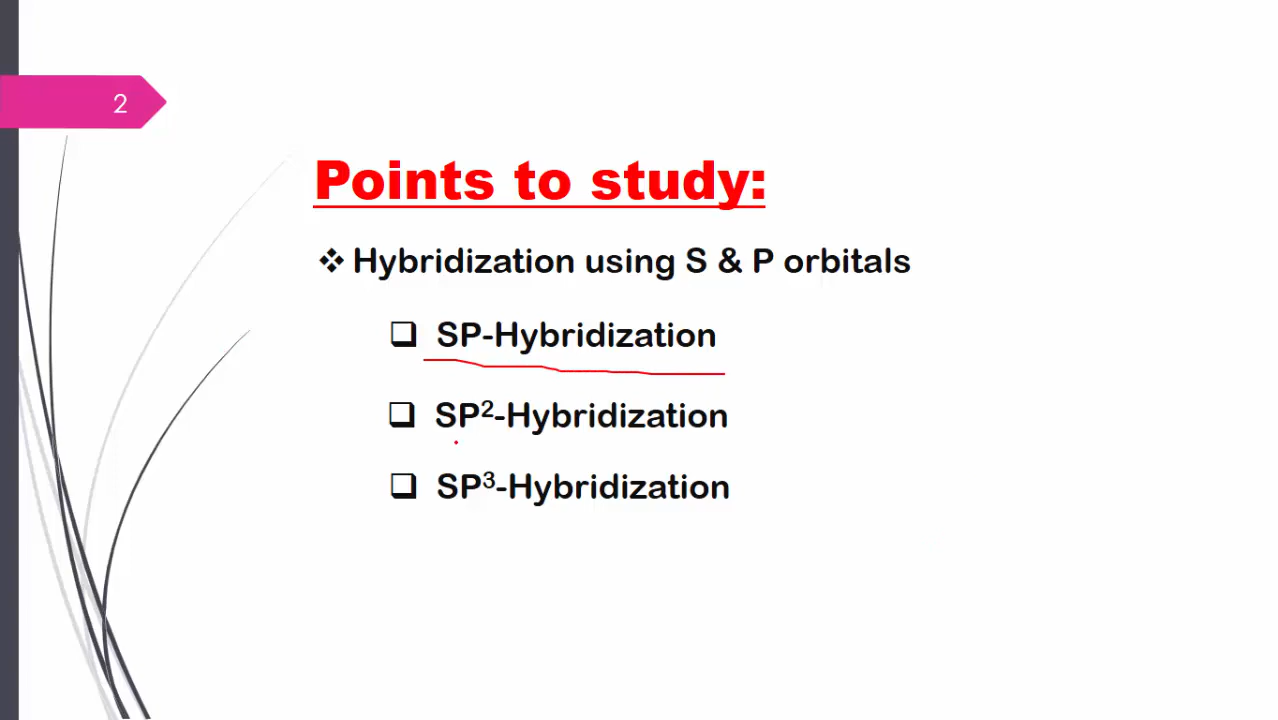 2
Points to study:
❖ Hybridization using S & P orbitals
❑ SP-Hybridization
❑ SP²-Hybridization
❑ SP³-Hybridization